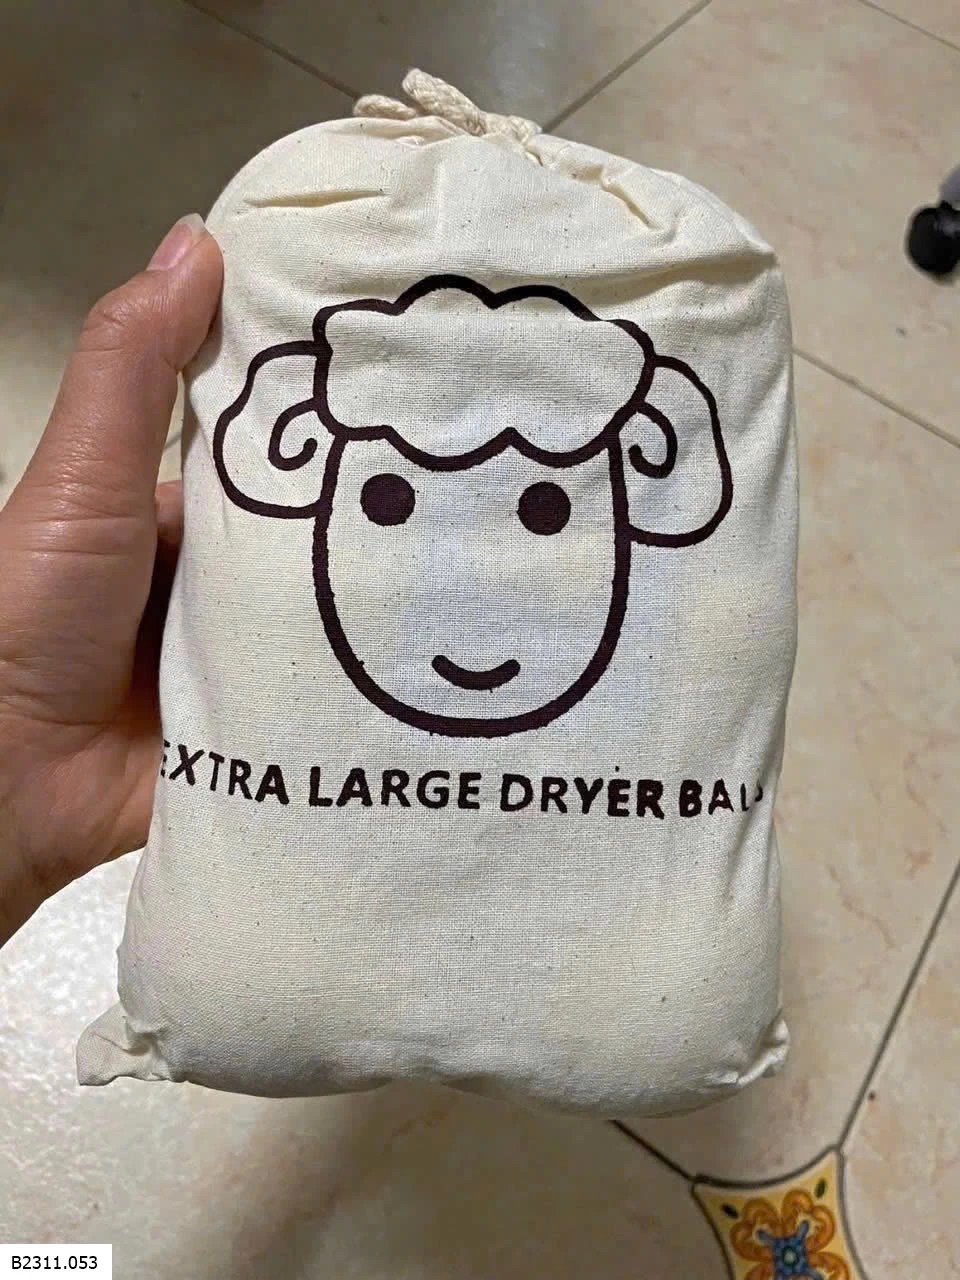 EXTRA LARGE DRYER BAL
B2311.053